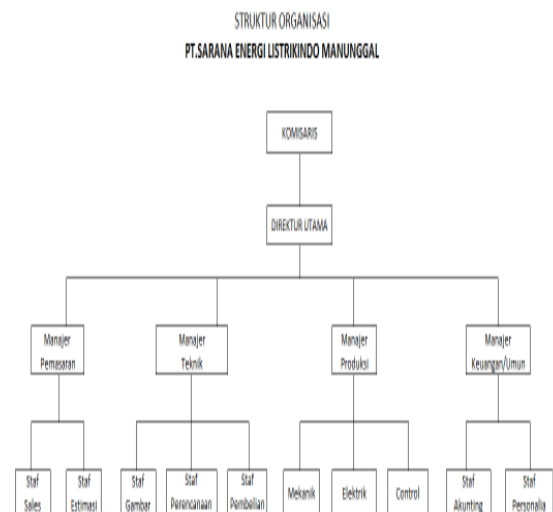 STRUKTUR ORGANISASI
PT.SARANA ENERGI LISTRIKINDO MANUNGGAL
KOMISARIS
DIREKTUR UTAMA
Manajer
Pemasaran
Manajer
Teknik
Manajer
Produksi
Manajer
Keuangan/Umun
Staf
Sales
Staf
Estimasi
Staf
Gambar
Staf
Perencanaan
Staf
Pembelian
Mekanik
Elektrik
Control
Staf
Akunting
Staf
Personalia